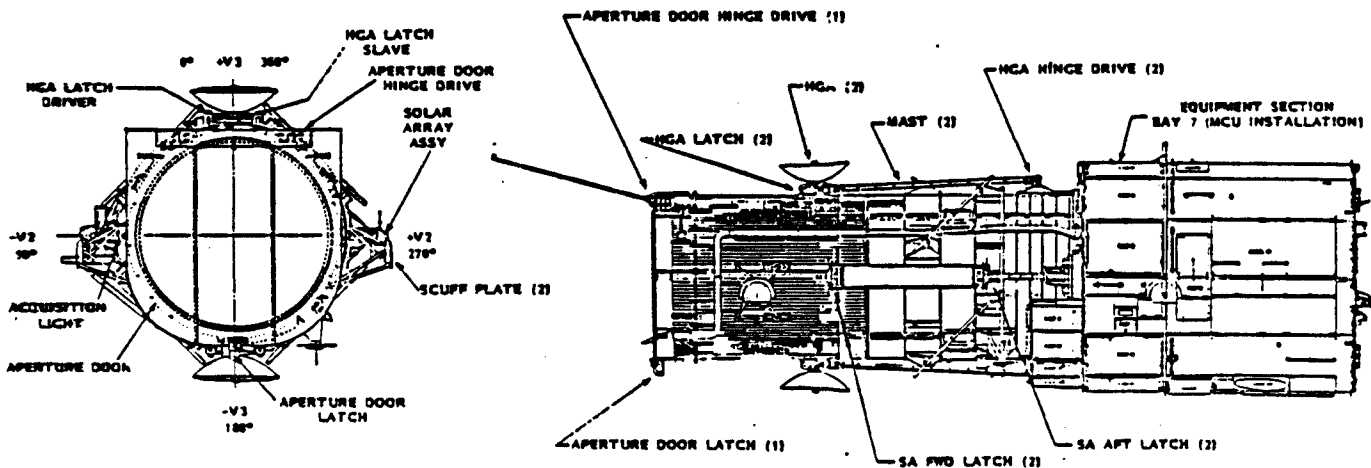 HGA LATCH
SLAVE
0° +V3 360°
APERTURE DOOR
HINGE DRIVE
HGA LATCH
DRIVER
SOLAR
ARRAY
ASSY
-V2
90°
+V2
270°
SCUFF PLATE (2)
ACQUISITION
LIGHT
APERTURE DOOR
APERTURE DOOR
LATCH
-V3
180°
APERTURE DOOR HINGE DRIVE (1)
HGA (2)
HGA HINGE DRIVE (2)
MAST (2)
HGA LATCH (2)
EQUIPMENT SECTION
BAY 7 (MCU INSTALLATION)
APERTURE DOOR LATCH (1)
SA FWD LATCH (2)
SA AFT LATCH (2)